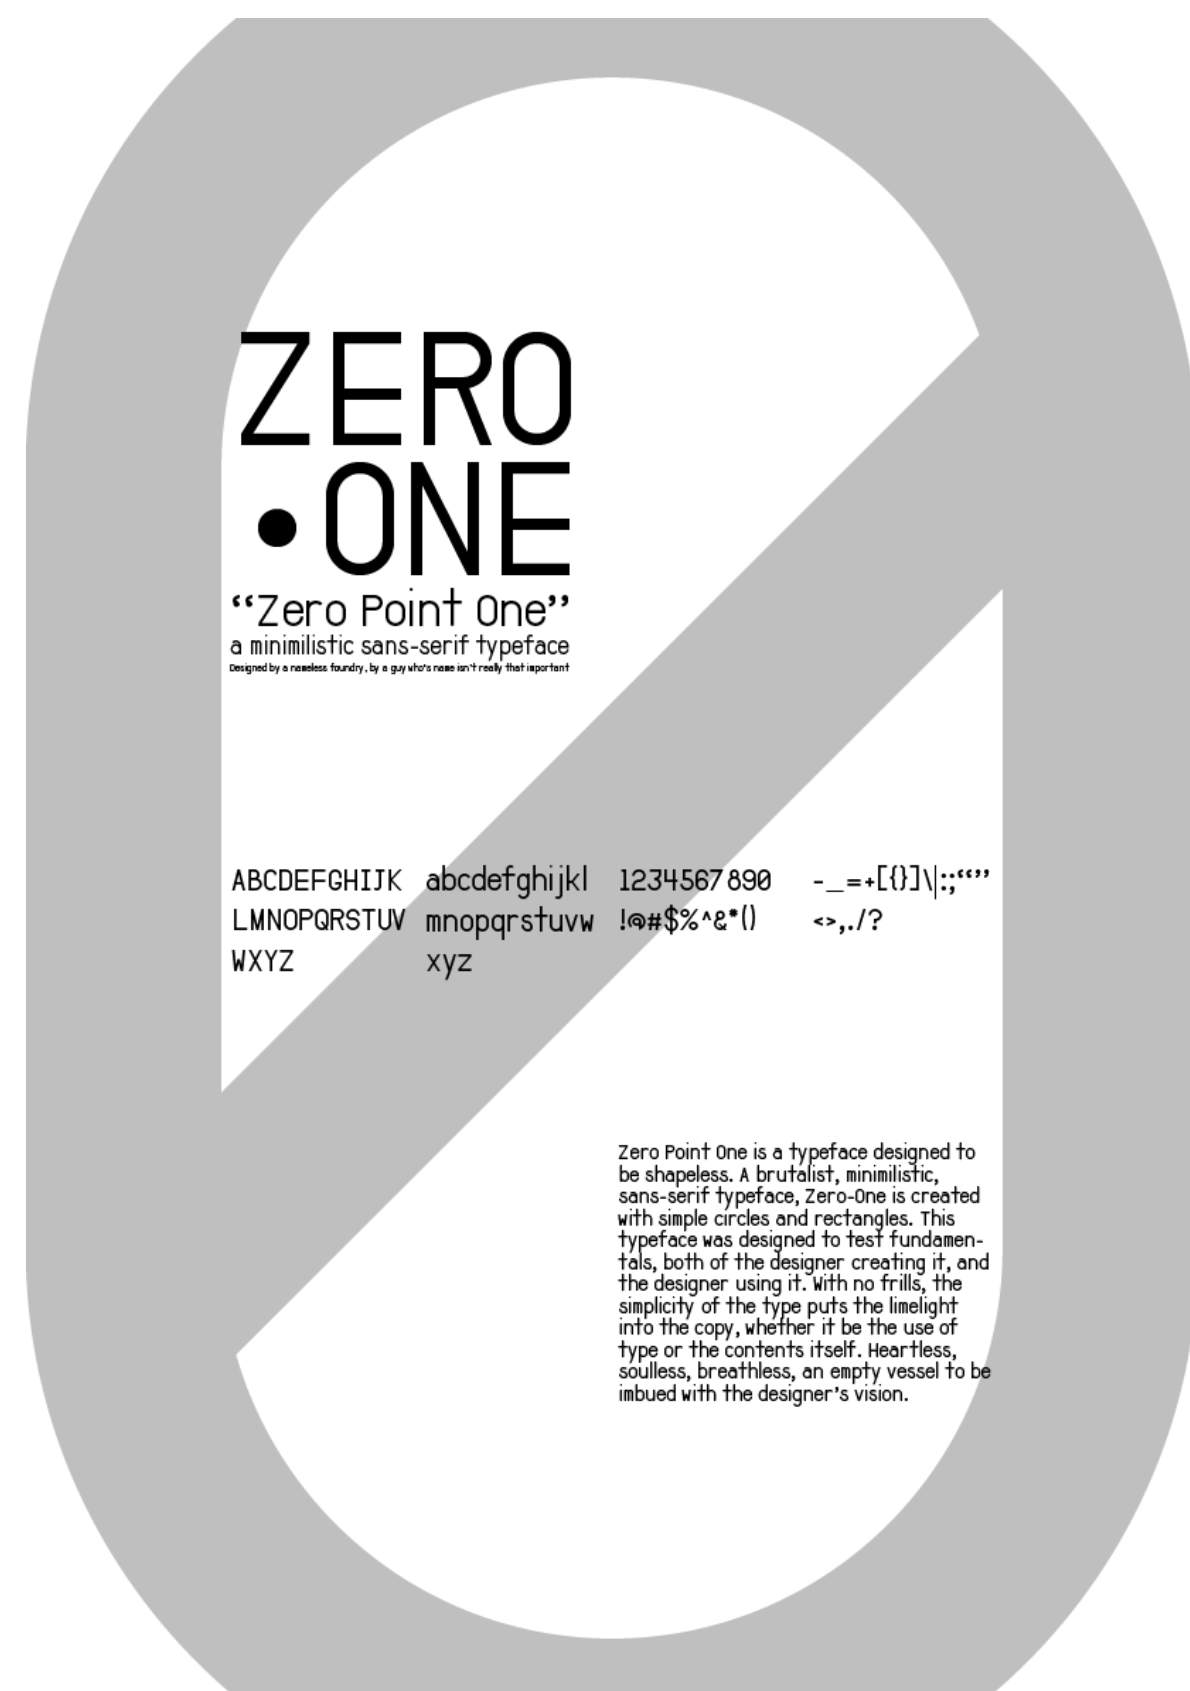 ZERO
•ONE
“Zero Point One”
a minimilistic sans-serif typeface
Designed by a nameless foundry, by a guy who's name isn't really that important
ABCDEFGHIJK
LMNOPQRSTUV
WXYZ
abcdefghijkl
mnopqrstuvw
xyz
1234567890
!@#$%^&*()
-_=+[{}]\|:;“”
<>,./?
Zero Point One is a typeface designed to
be shapeless. A brutalist, minimilistic,
sans-serif typeface, Zero-One is created
with simple circles and rectangles. This
typeface was designed to test fundamen-
tals, both of the designer creating it, and
the designer using it. With no frills, the
simplicity of the type puts the limelight
into the copy, whether it be the use of
type or the contents itself. Heartless,
soulless, breathless, an empty vessel to be
imbued with the designer’s vision.